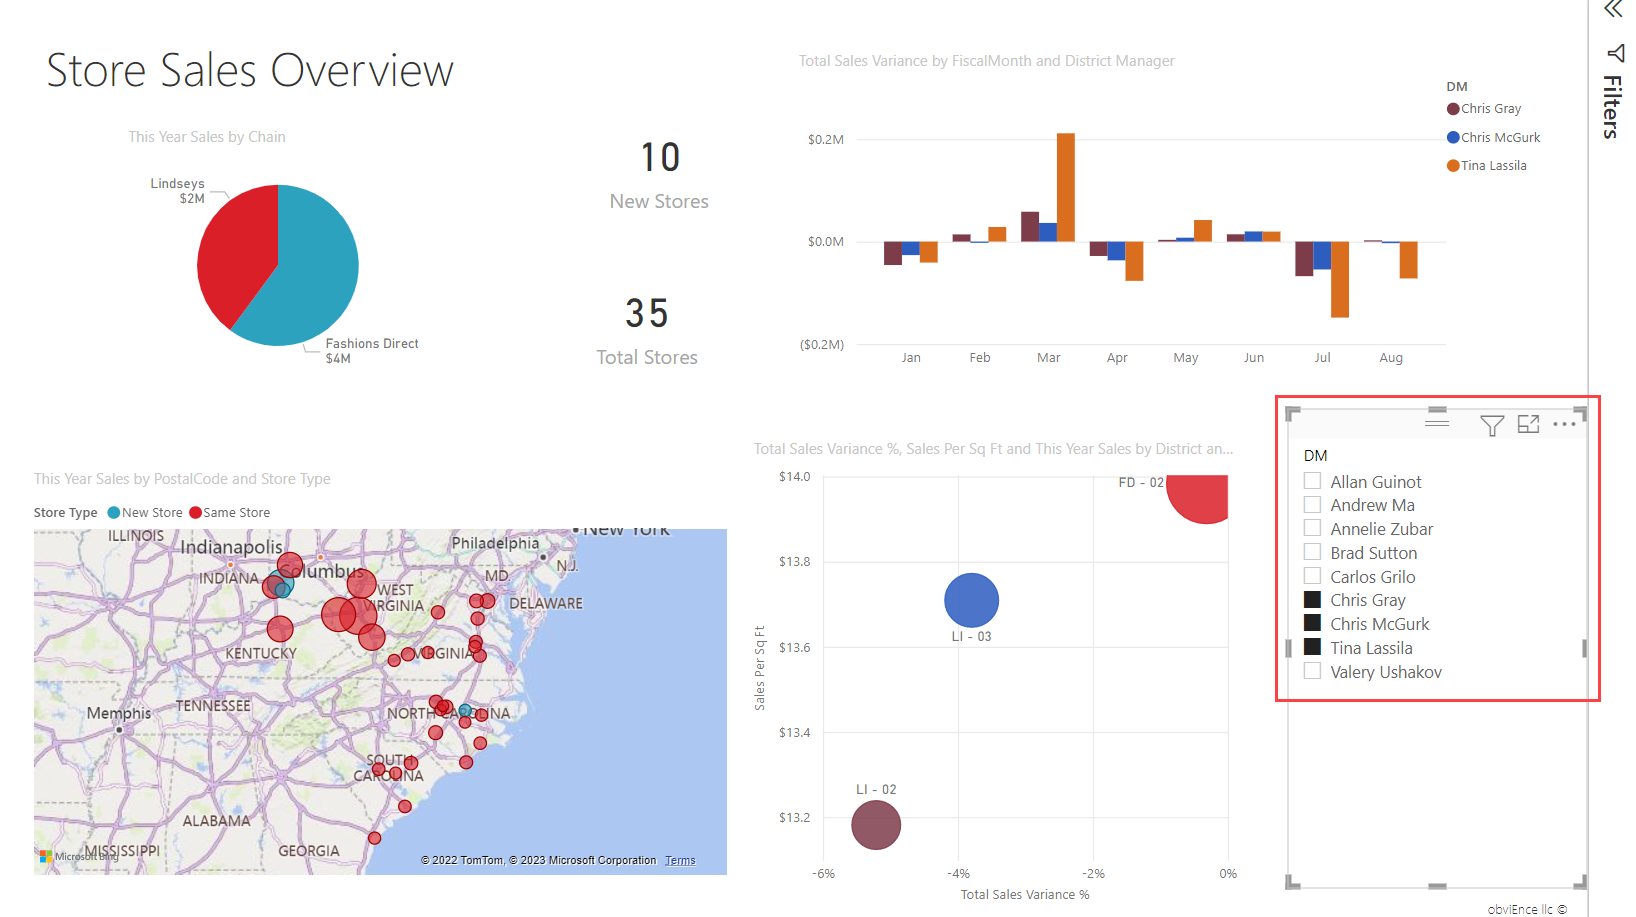 Store Sales Overview
This Year Sales by Chain
Lindseys
$2M
Fashions Direct
$4M
10
New Stores
35
Total Stores
Total Sales Variance by FiscalMonth and District Manager
DM
Chris Gray
Chris McGurk
Tina Lassila
$0.2M
$0.0M
($0.2M)
Jan Feb Mar Apr May Jun Jul Aug
Filters
This Year Sales by PostalCode and Store Type
Store Type New Store Same Store
ILLINOIS
Indianapolis
INDIANA
Columbus
Philadelphia
New York
N.J.
MD.
DELAWARE
WEST
VIRGINIA
KENTUCKY
VIRGINIA
Memphis
TENNESSEE
NORTH CAROLINA
SOUTH
CAROLINA
ALABAMA
MISSISSIPPI
GEORGIA
Microsoft Bing
© 2022 TomTom, © 2023 Microsoft Corporation Terms
Total Sales Variance %, Sales Per Sq Ft and This Year Sales by District an...
Sales Per Sq Ft
$14.0
$13.8
$13.6
$13.4
$13.2
FD - 02
LI - 03
LI - 02
-6% -4% -2% 0%
Total Sales Variance %
DM
Allan Guinot
Andrew Ma
Annelie Zubar
Brad Sutton
Carlos Grilo
Chris Gray
Chris McGurk
Tina Lassila
Valery Ushakov
obviEnce llc ©